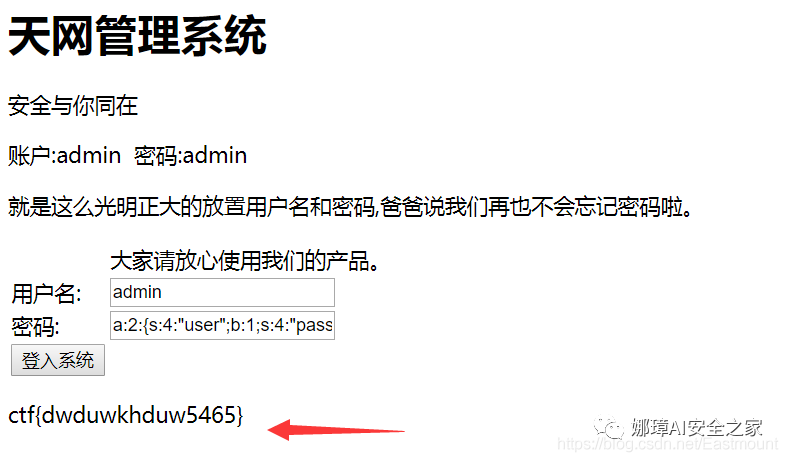 天网管理系统
安全与你同在
账户:admin 密码:admin
就是这么光明正大的放置用户名和密码,爸爸说我们再也不会忘记密码啦。
大家请放心使用我们的产品。
用户名: admin
密码: a:2:{s:4:"user";b:1;s:4:"pass
登入系统
ctf{dwduwkhduw5465}
娜璋AI安全之家
https://blog.csdn.net/Eastmount